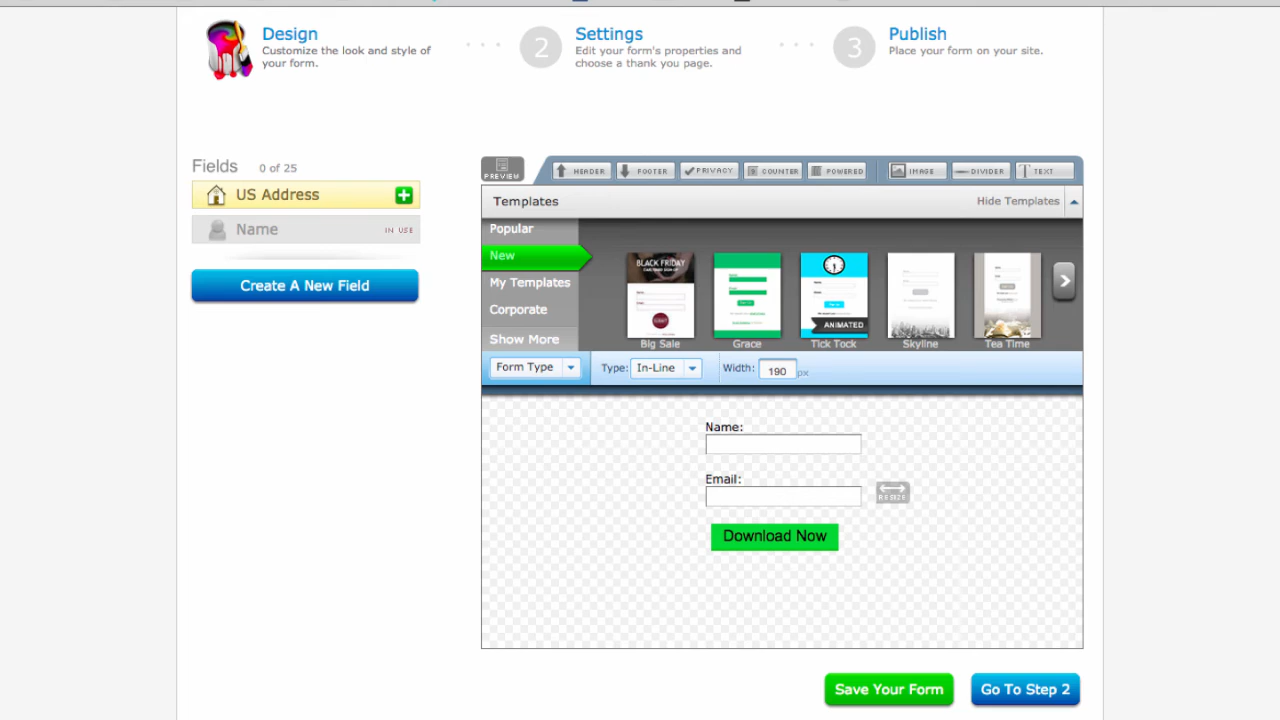 Design
Customize the look and style of
your form.
2
Settings
Edit your form's properties and
choose a thank you page.
3
Publish
Place your form on your site.
Fields 0 of 25
US Address
Name IN USE
Create A New Field
PREVIEW
HEADER FOOTER PRIVACY COUNTER POWERED IMAGE DIVIDER TEXT
Templates Hide Templates
Popular
New
My Templates
Corporate
Show More
BLACK FRIDAY
ANIMATED
Big Sale Grace Tick Tock Skyline Tea Time
Form Type Type: In-Line Width: 190 px
Name:
Email:
RESIZE
Download Now
Save Your Form Go To Step 2